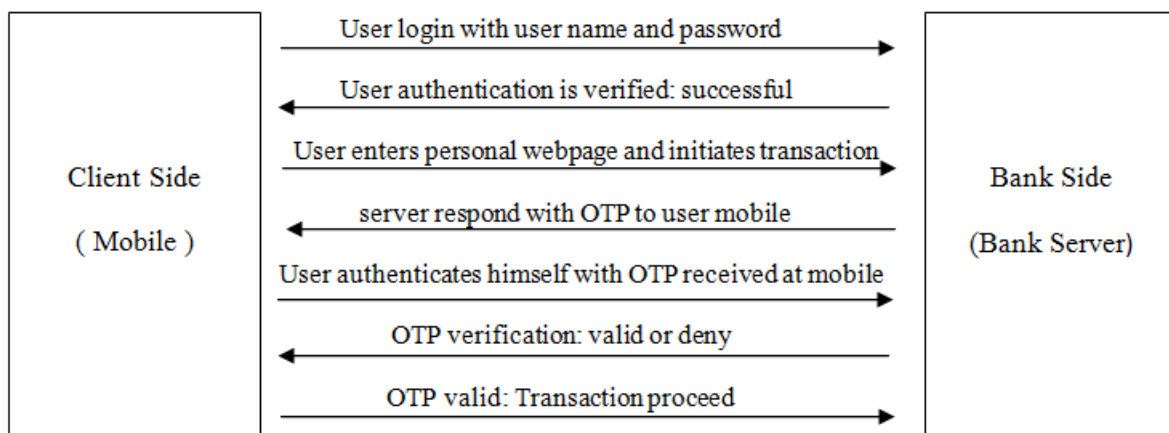 User login with user name and password
User authentication is verified: successful
User enters personal webpage and initiates transaction
Client Side
( Mobile )
Bank Side
(Bank Server)
server respond with OTP to user mobile
User authenticates himself with OTP received at mobile
OTP verification: valid or deny
OTP valid: Transaction proceed